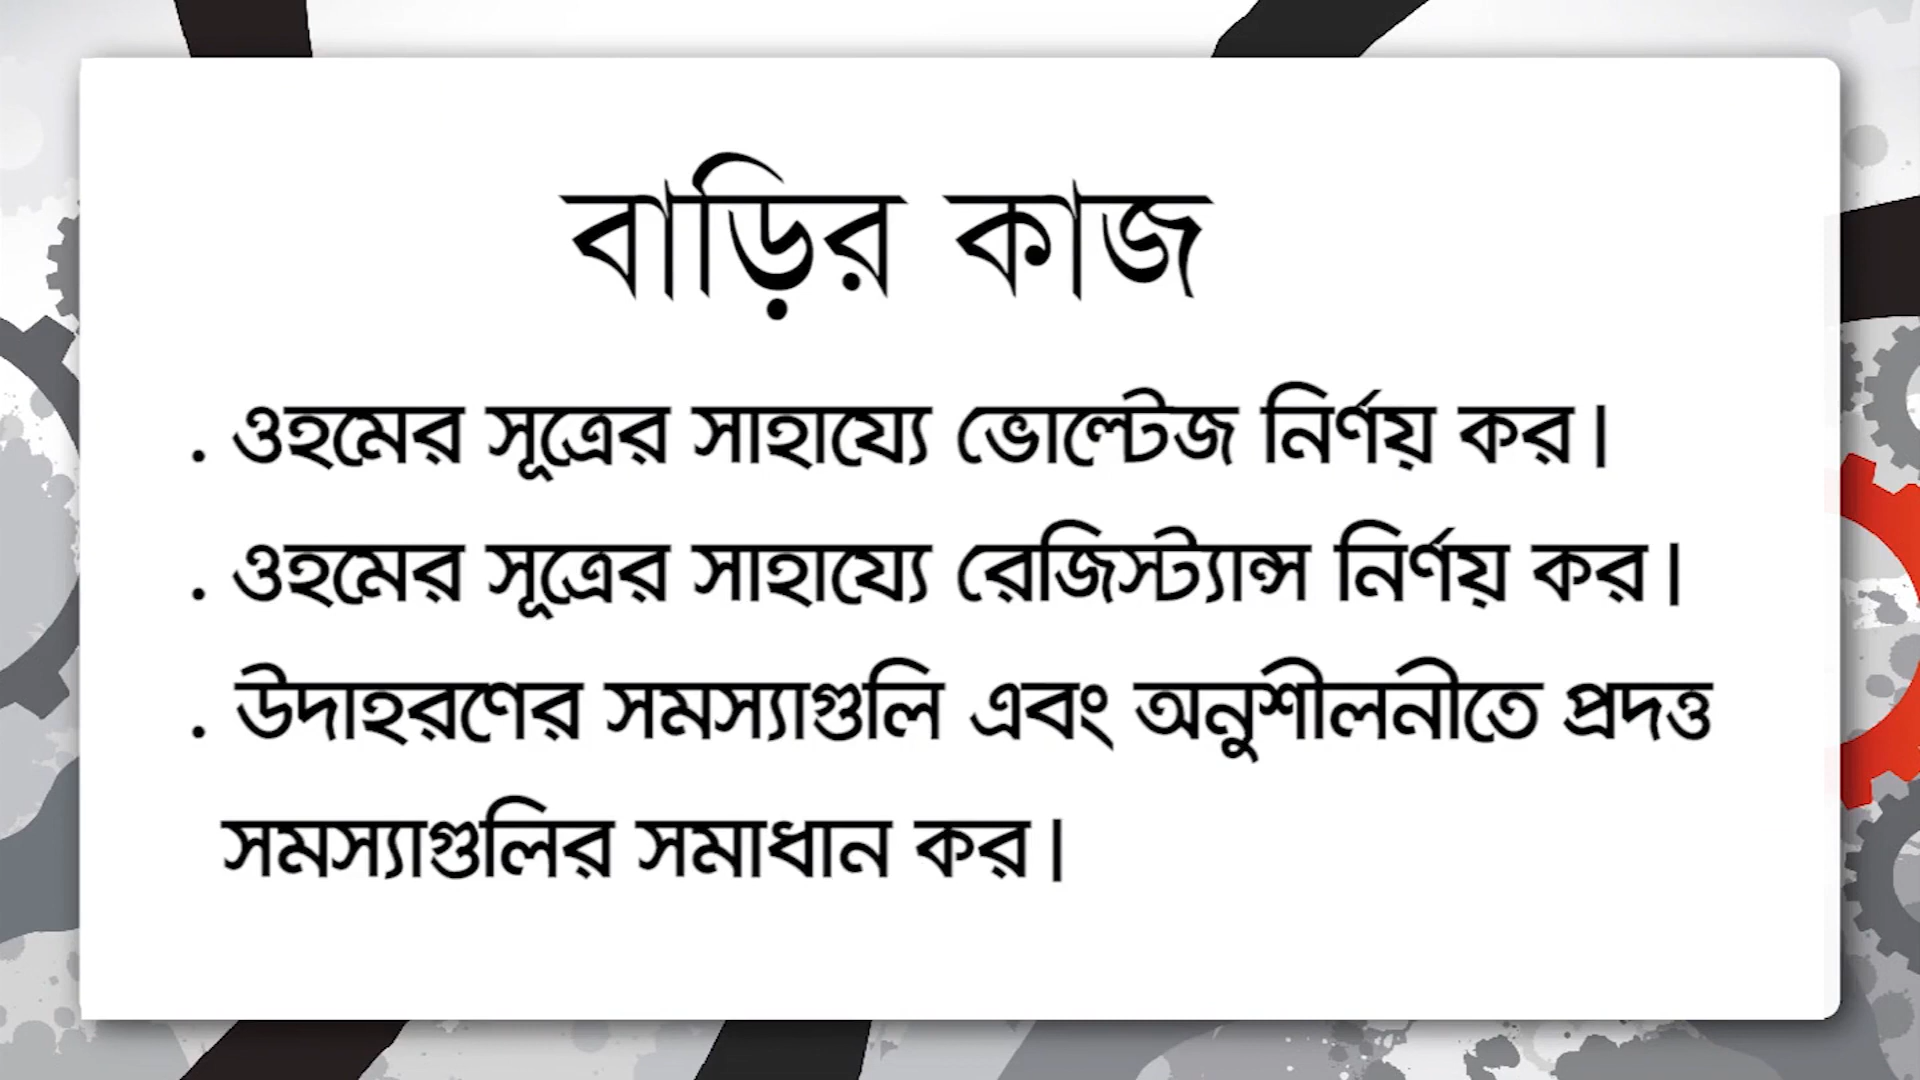 বাড়ির কাজ
. ওহমের সূত্রের সাহায্যে ভোল্টেজ নির্ণয় কর।
. ওহমের সূত্রের সাহায্যে রেজিস্ট্যান্স নির্ণয় কর।
. উদাহরণের সমস্যাগুলি এবং অনুশীলনীতে প্রদত্ত
সমস্যাগুলির সমাধান কর।